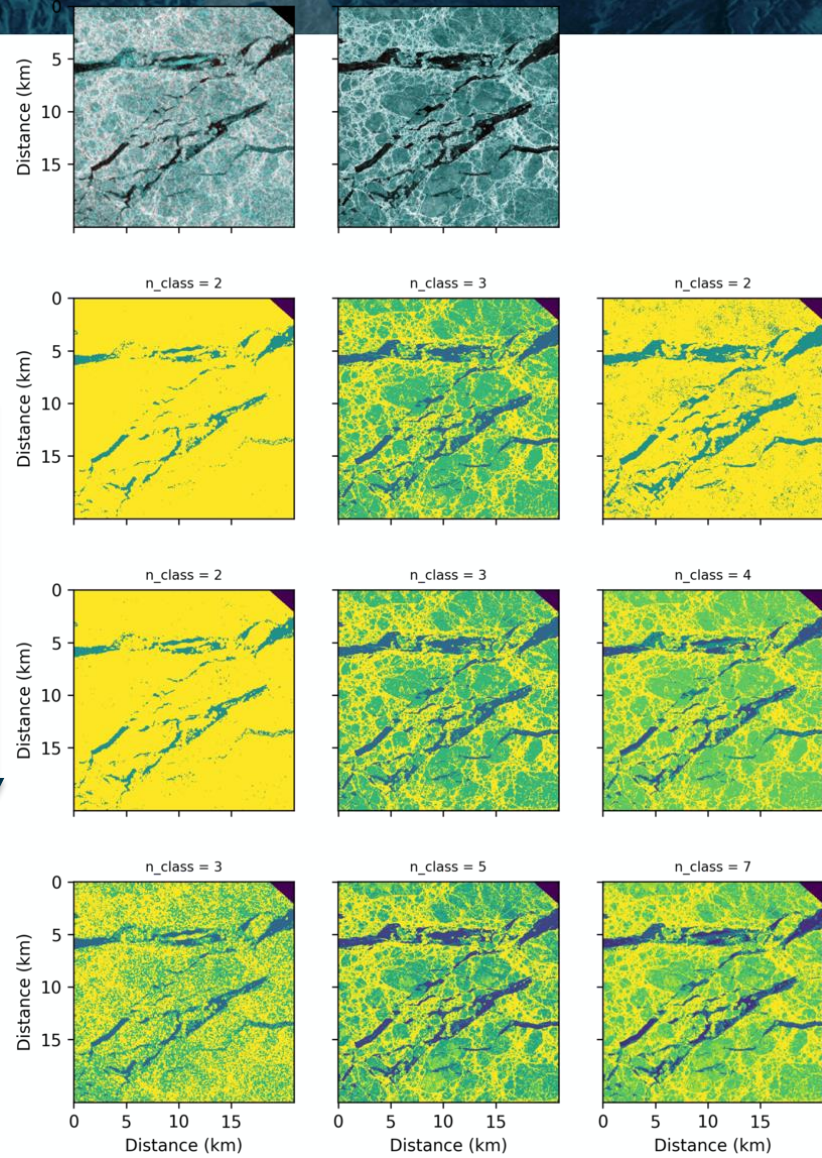 0
5
10
15
Distance (km)
n_class = 2
n_class = 3
n_class = 2
0
5
10
15
Distance (km)
n_class = 2
n_class = 3
n_class = 4
0
5
10
15
Distance (km)
n_class = 3
n_class = 5
n_class = 7
0
5
10
15
Distance (km)
0 5 10 15 0 5 10 15 0 5 10 15
Distance (km) Distance (km) Distance (km)